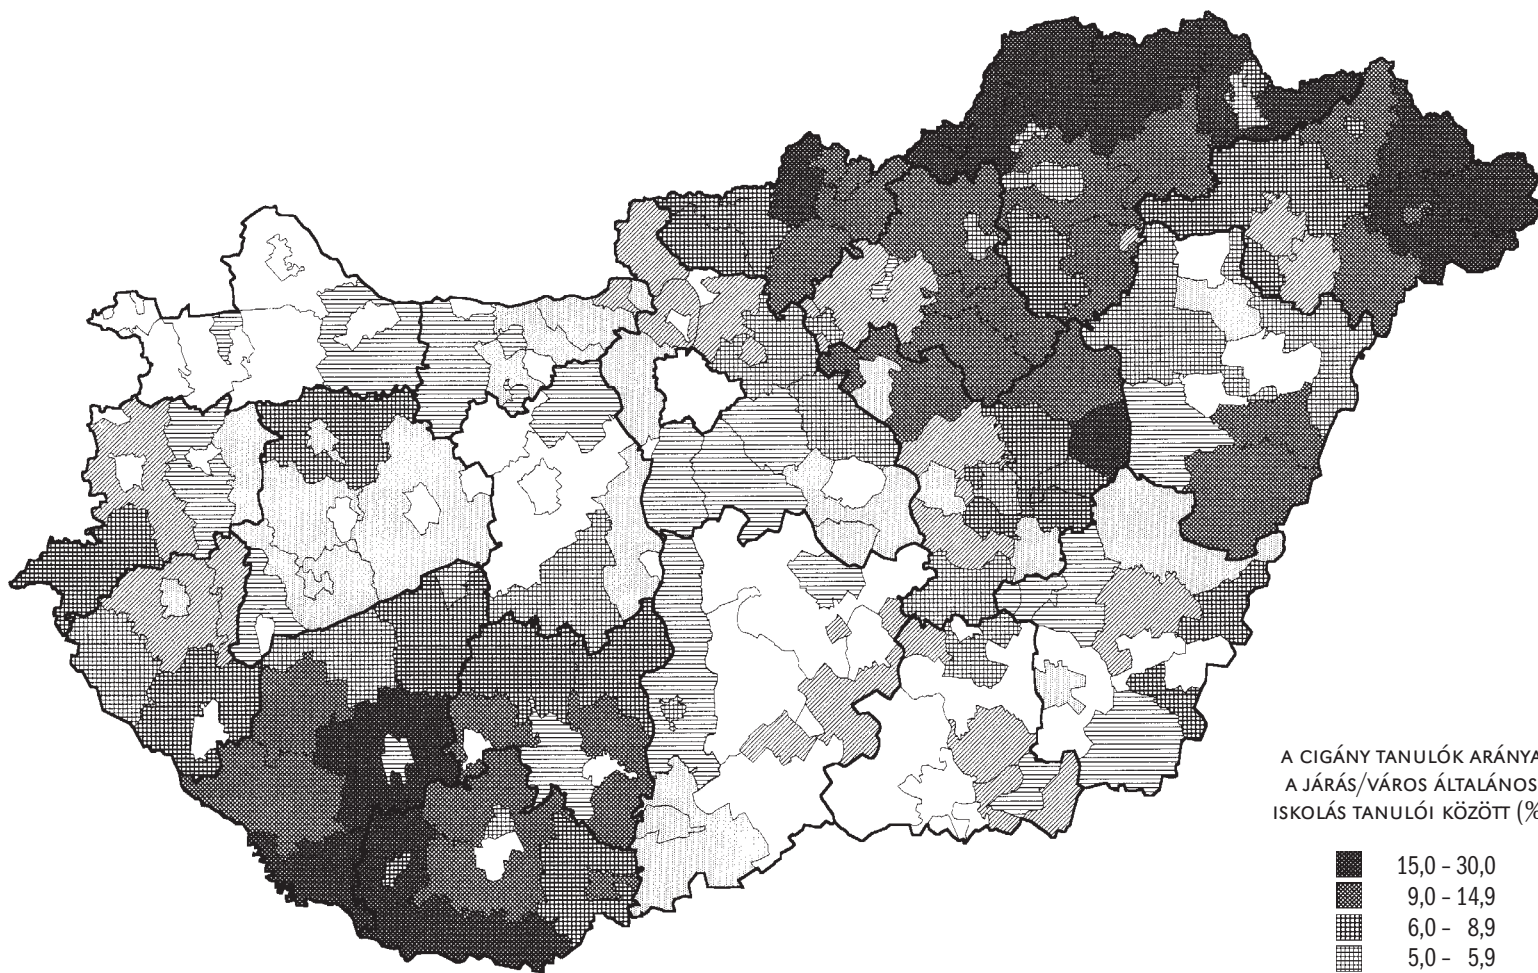 A CIGÁNY TANULÓK ARÁNYA
A JÁRÁS/VÁROS ÁLTALÁNOS
ISKOLÁS TANULÓI KÖZÖTT (%
15,0 – 30,0
9,0 – 14,9
6,0 – 8,9
5,0 – 5,9